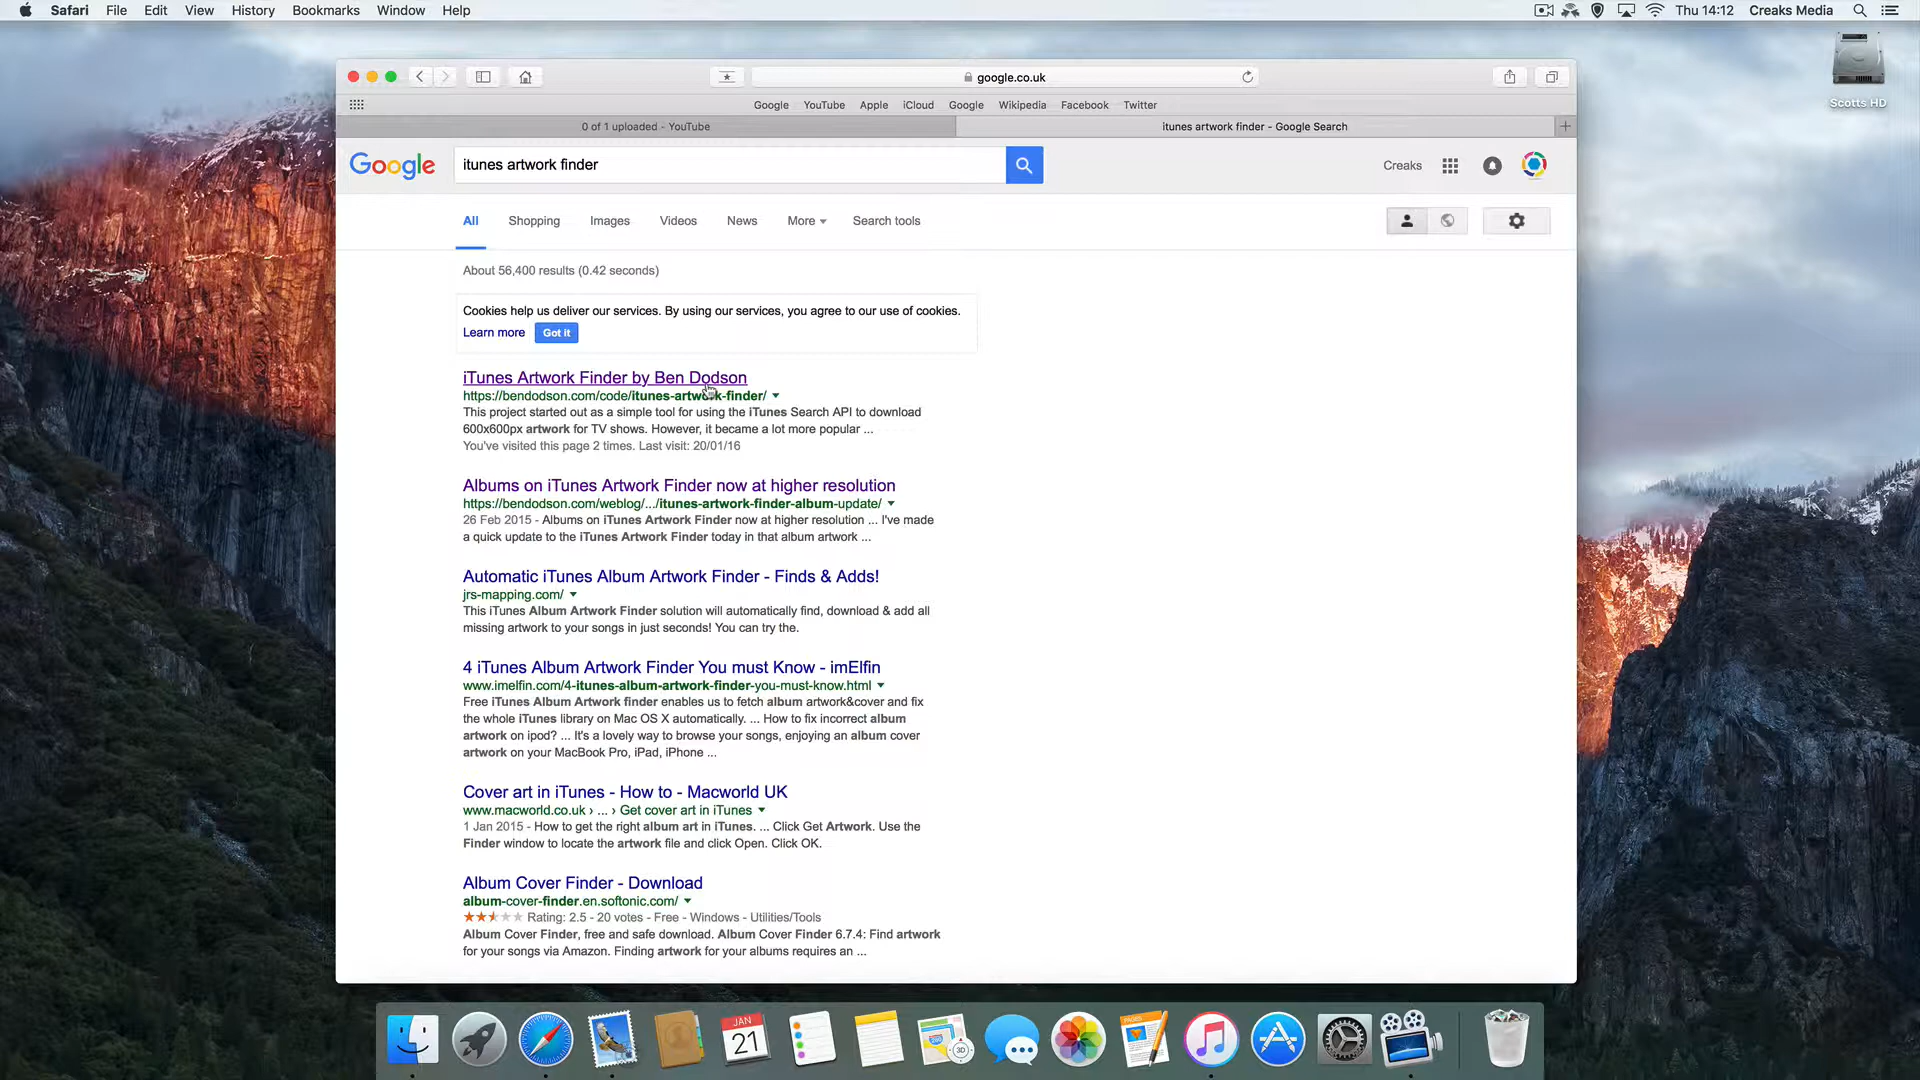 Safari File Edit View History Bookmarks Window Help Thu 14:12 Creaks Media
Scotts HD
google.co.uk
Google YouTube Apple iCloud Google Wikipedia Facebook Twitter
0 of 1 uploaded - YouTube itunes artwork finder - Google Search
Google itunes artwork finder Creaks
All Shopping Images Videos News More Search tools
About 56,400 results (0.42 seconds)
Cookies help us deliver our services. By using our services, you agree to our use of cookies.
Learn more Got it
iTunes Artwork Finder by Ben Dodson
https://bendodson.com/code/itunes-artwork-finder/
This project started out as a simple tool for using the iTunes Search API to download
600x600px artwork for TV shows. However, it became a lot more popular ...
You've visited this page 2 times. Last visit: 20/01/16
Albums on iTunes Artwork Finder now at higher resolution
https://bendodson.com/weblog/.../itunes-artwork-finder-album-update/
26 Feb 2015 - Albums on iTunes Artwork Finder now at higher resolution ... I've made
a quick update to the iTunes Artwork Finder today in that album artwork ...
Automatic iTunes Album Artwork Finder - Finds & Adds!
jrs-mapping.com/
This iTunes Album Artwork Finder solution will automatically find, download & add all
missing artwork to your songs in just seconds! You can try the.
4 iTunes Album Artwork Finder You must Know - imElfin
www.imelfin.com/4-itunes-album-artwork-finder-you-must-know.html
Free iTunes Album Artwork finder enables us to fetch album artwork&cover and fix
the whole iTunes library on Mac OS X automatically. ... How to fix incorrect album
artwork on ipod? ... It's a lovely way to browse your songs, enjoying an album cover
artwork on your MacBook Pro, iPad, iPhone ...
Cover art in iTunes - How to - Macworld UK
www.macworld.co.uk › ... › Get cover art in iTunes
1 Jan 2015 - How to get the right album art in iTunes. ... Click Get Artwork. Use the
Finder window to locate the artwork file and click Open. Click OK.
Album Cover Finder - Download
album-cover-finder.en.softonic.com/
Rating: 2.5 - 20 votes - Free - Windows - Utilities/Tools
Album Cover Finder, free and safe download. Album Cover Finder 6.7.4: Find artwork
for your songs via Amazon. Finding artwork for your albums requires an ...
JAN
21
PAGES
3D